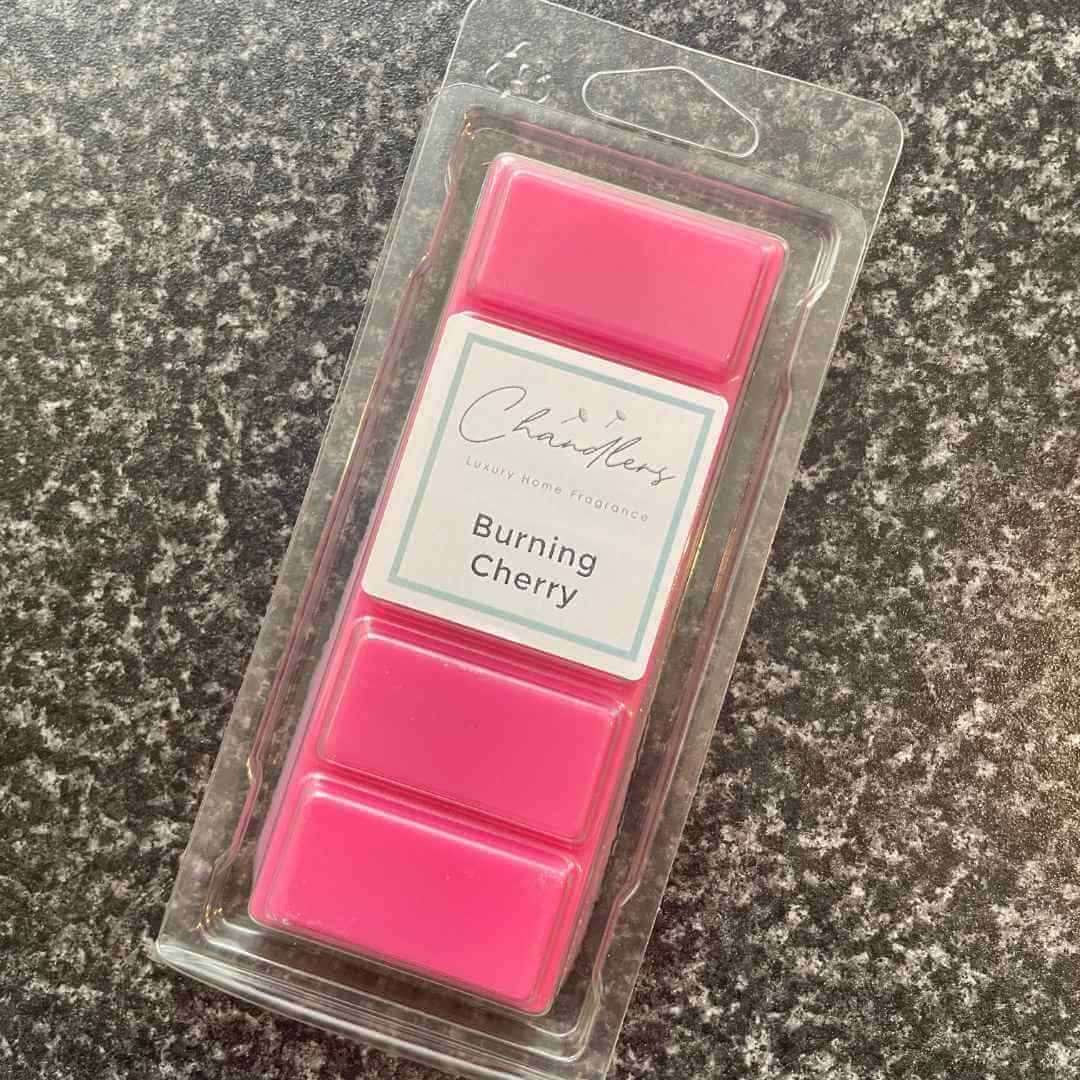 Chandlers
Luxury Home Fragrance
Burning
Cherry